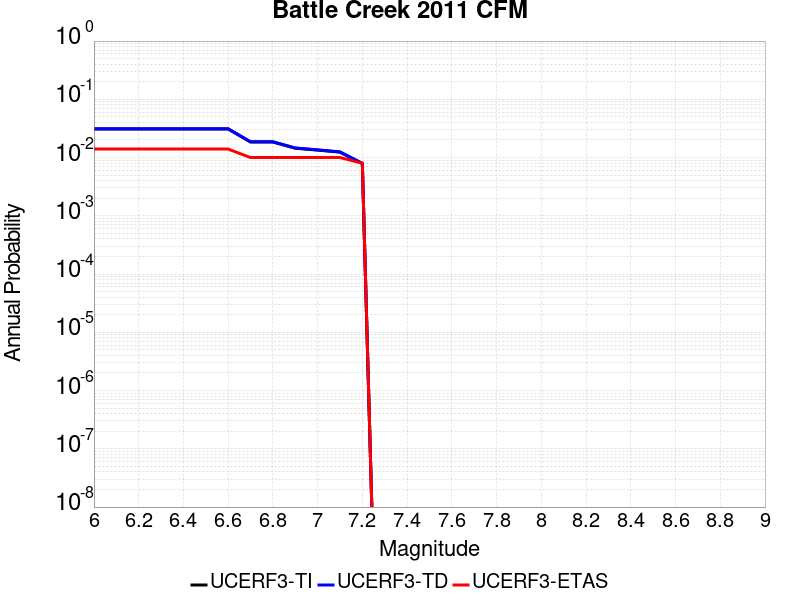 Battle Creek 2011 CFM
Annual Probability
10^0
10^-1
10^-2
10^-3
10^-4
10^-5
10^-6
10^-7
10^-8
6 6.2 6.4 6.6 6.8 7 7.2 7.4 7.6 7.8 8 8.2 8.4 8.6 8.8 9
Magnitude
UCERF3-TI UCERF3-TD UCERF3-ETAS